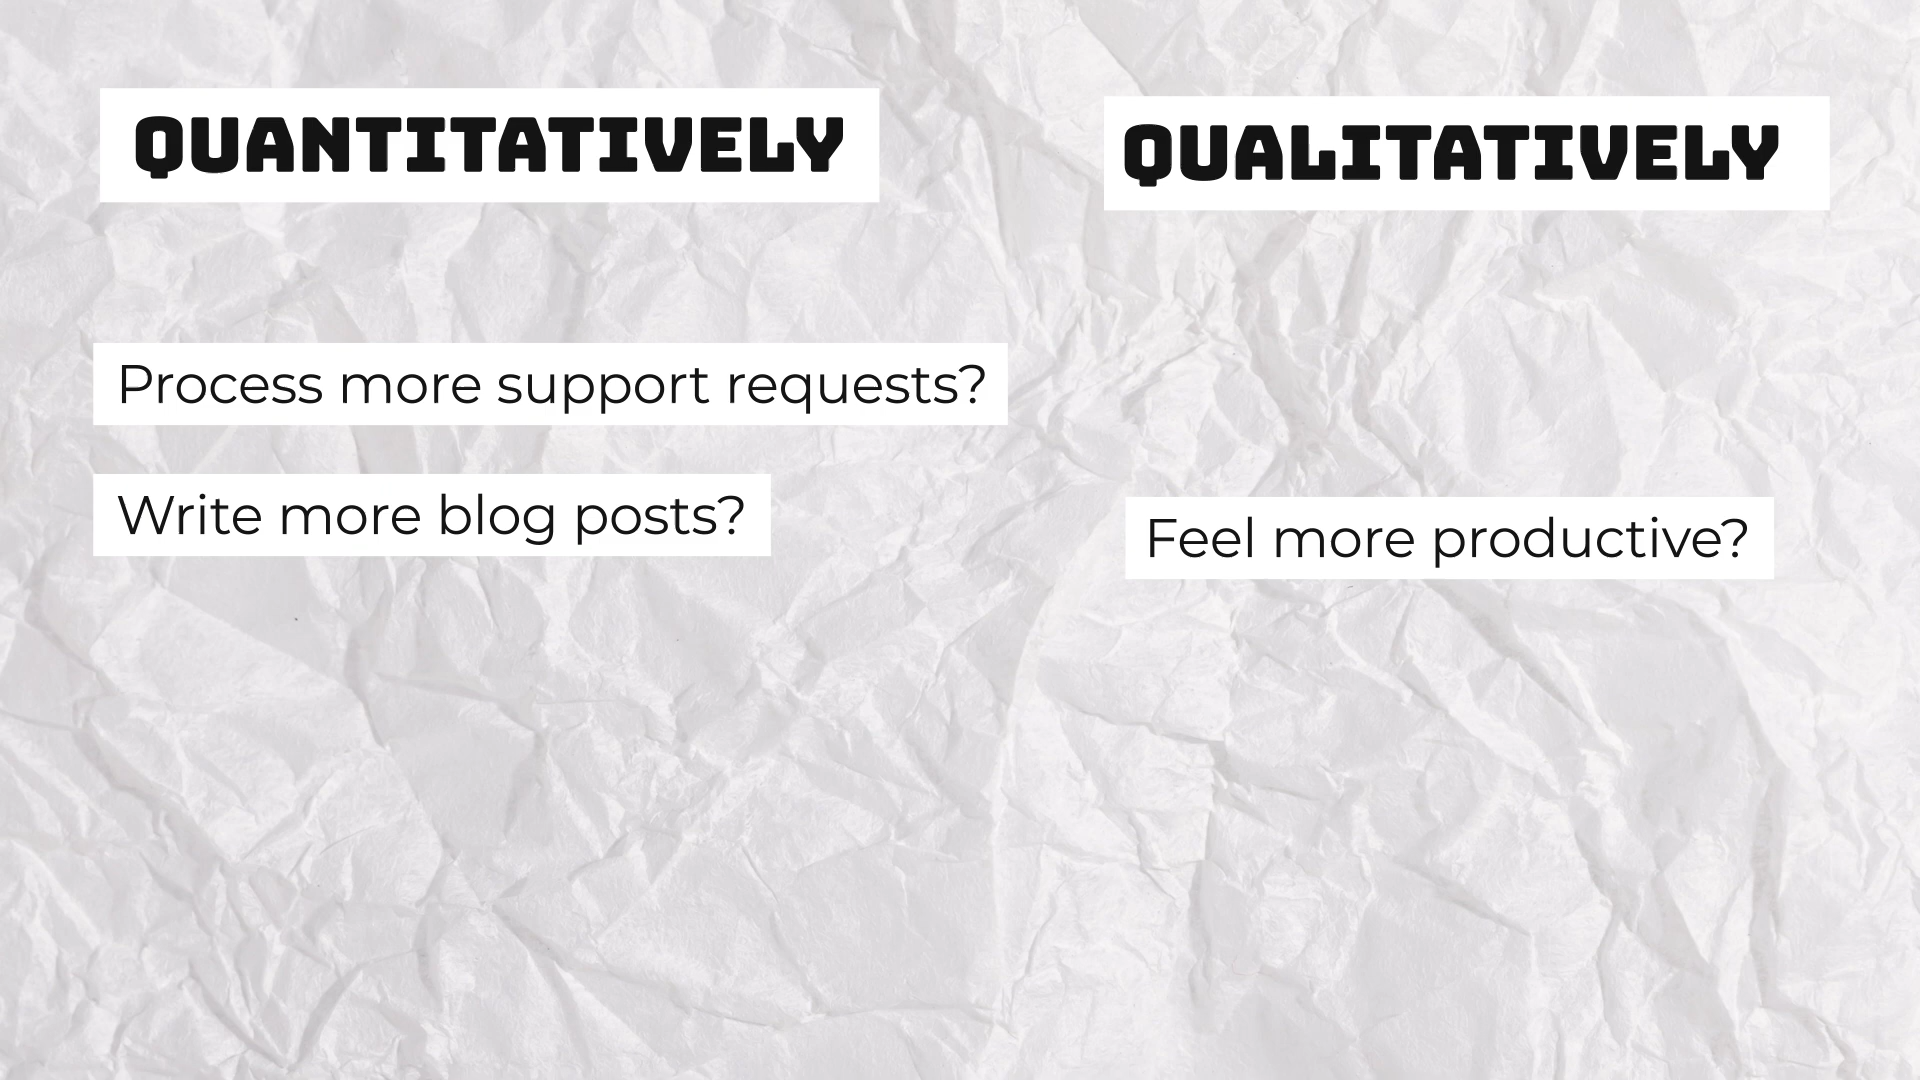 QUANTITATIVELY
Process more support requests?
Write more blog posts?
QUALITATIVELY
Feel more productive?